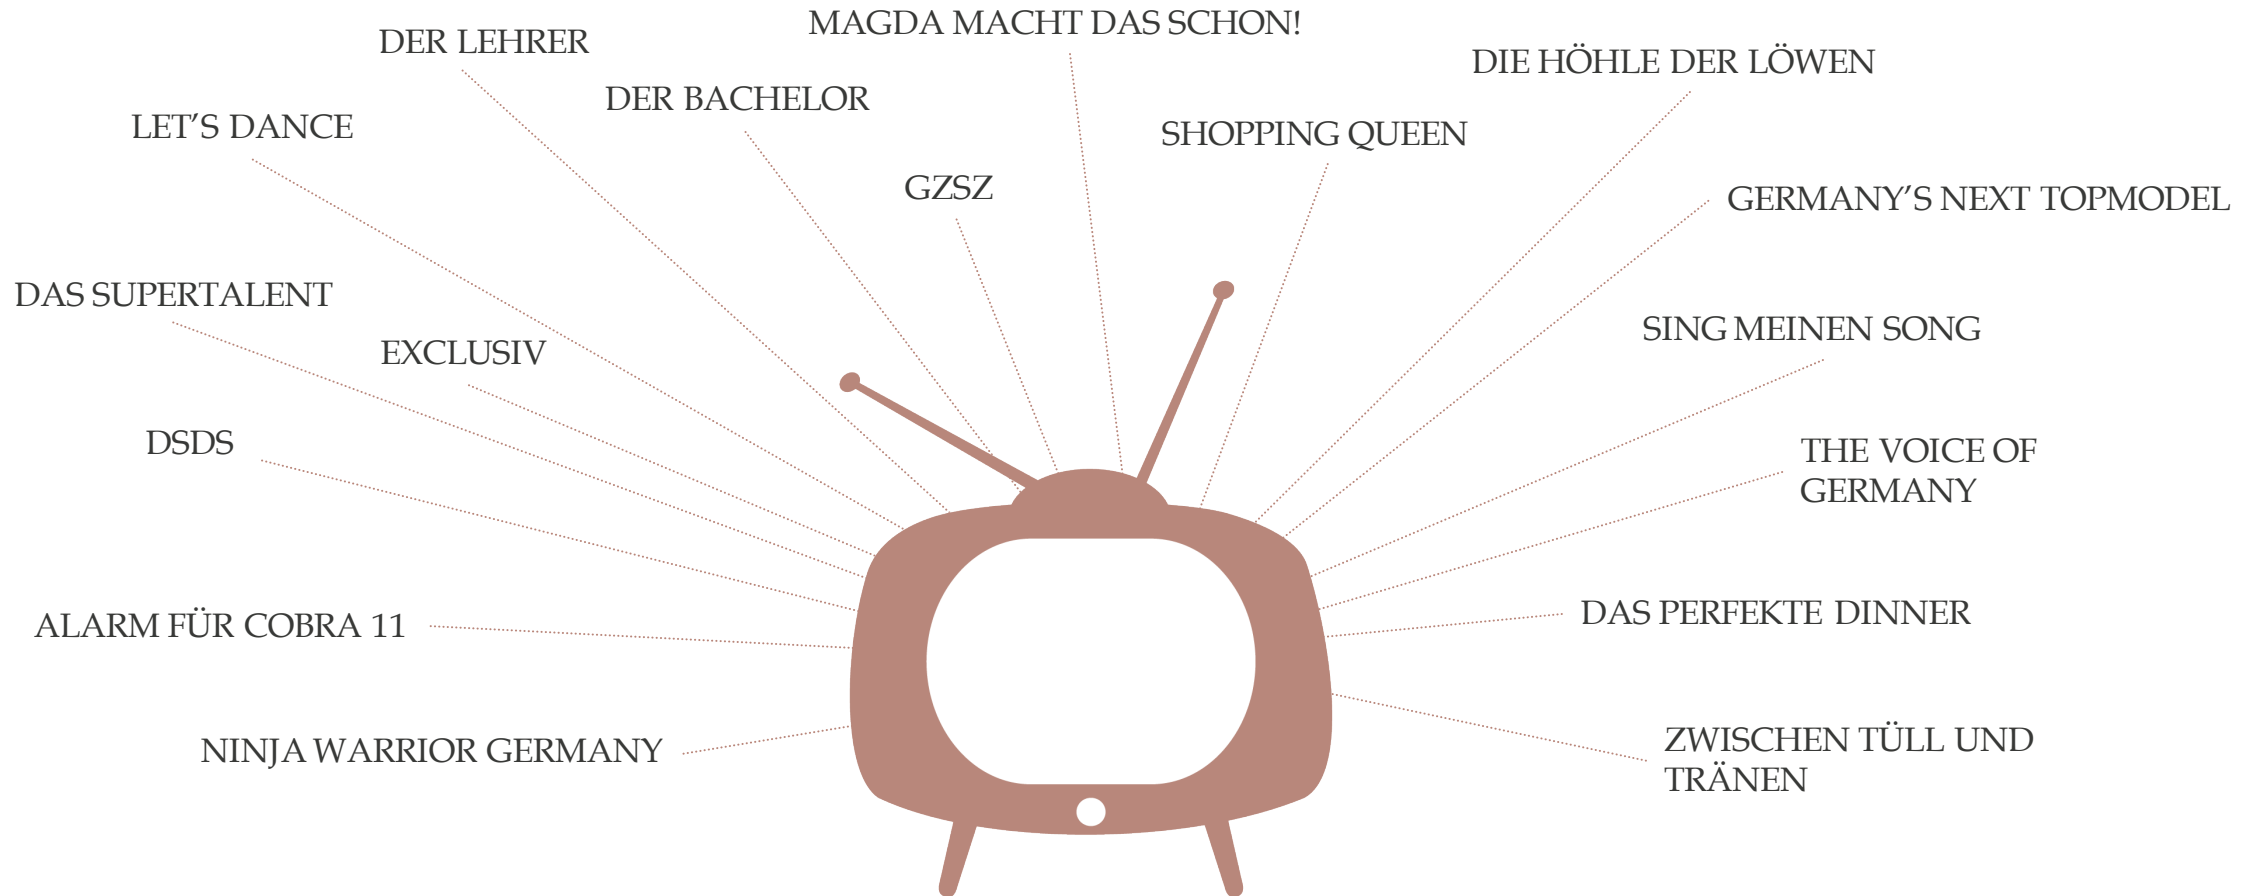 MAGDA MACHT DAS SCHON!
DER LEHRER
DIE HÖHLE DER LÖWEN
DER BACHELOR
LET’S DANCE
SHOPPING QUEEN
GZSZ
GERMANY’S NEXT TOPMODEL
DAS SUPERTALENT
SING MEINEN SONG
EXCLUSIV
DSDS
THE VOICE OF
GERMANY
ALARM FÜR COBRA 11
DAS PERFEKTE DINNER
NINJA WARRIOR GERMANY
ZWISCHEN TÜLL UND
TRÄNEN